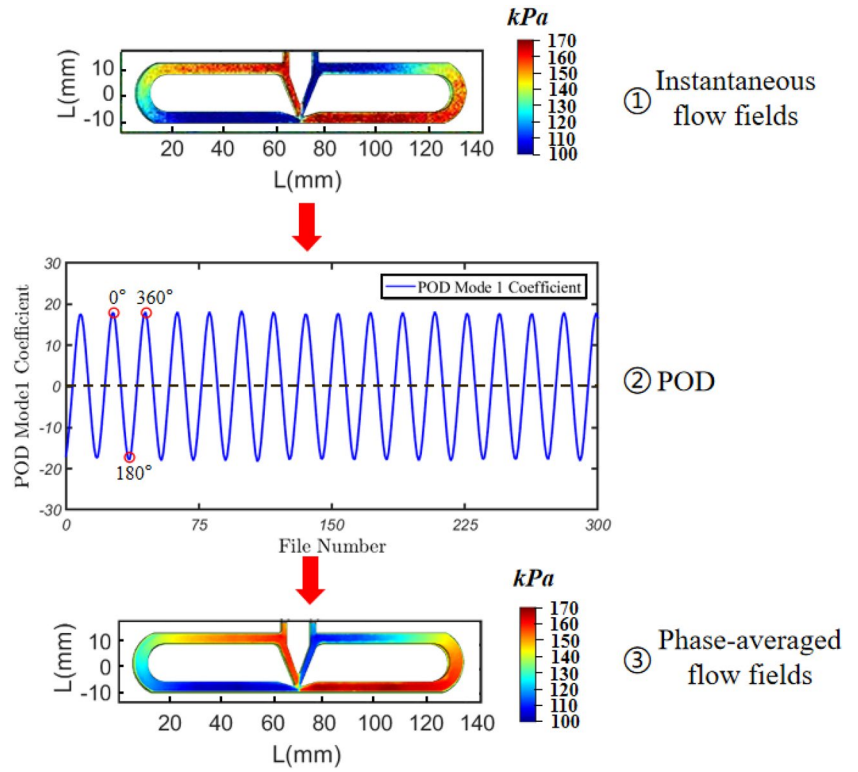 kPa
170
160
150
140
130
120
110
100
L(mm)
10
0
-10
20 40 60 80 100 120 140
L(mm)
① Instantaneous
flow fields
30
20
10
0
-10
-20
-30
POD Mode1 Coefficient
0° 360°
180°
POD Mode 1 Coefficient
0 75 150 225 300
File Number
② POD
kPa
170
160
150
140
130
120
110
100
L(mm)
10
0
-10
20 40 60 80 100 120 140
L(mm)
③ Phase-averaged
flow fields